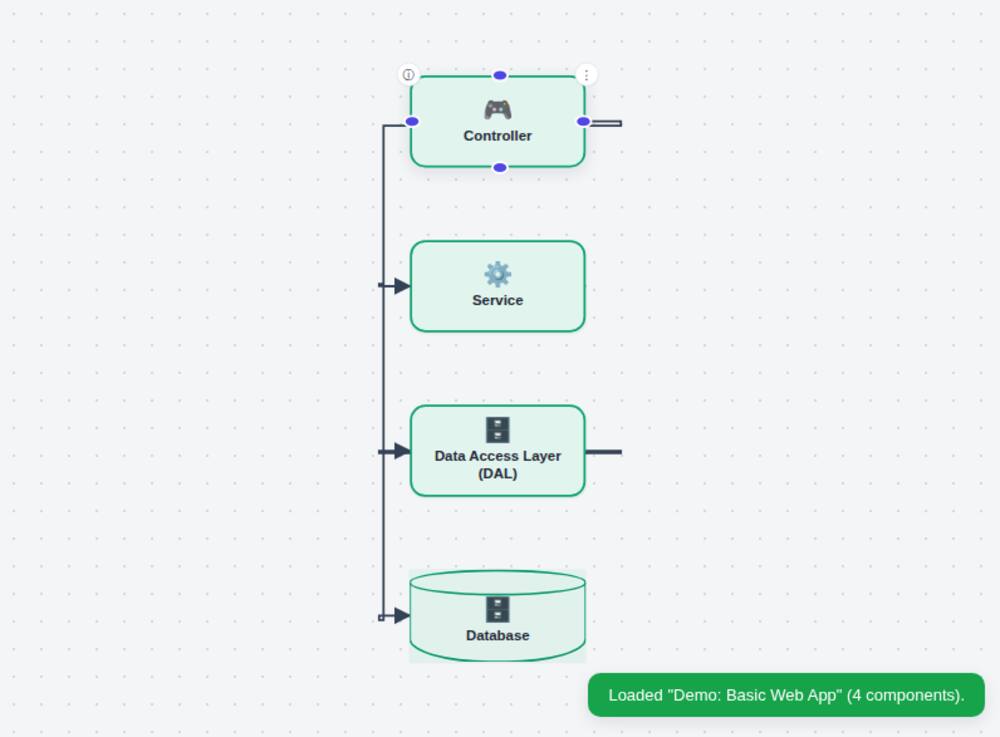 Controller
Service
Data Access Layer
(DAL)
Database
Loaded "Demo: Basic Web App" (4 components).